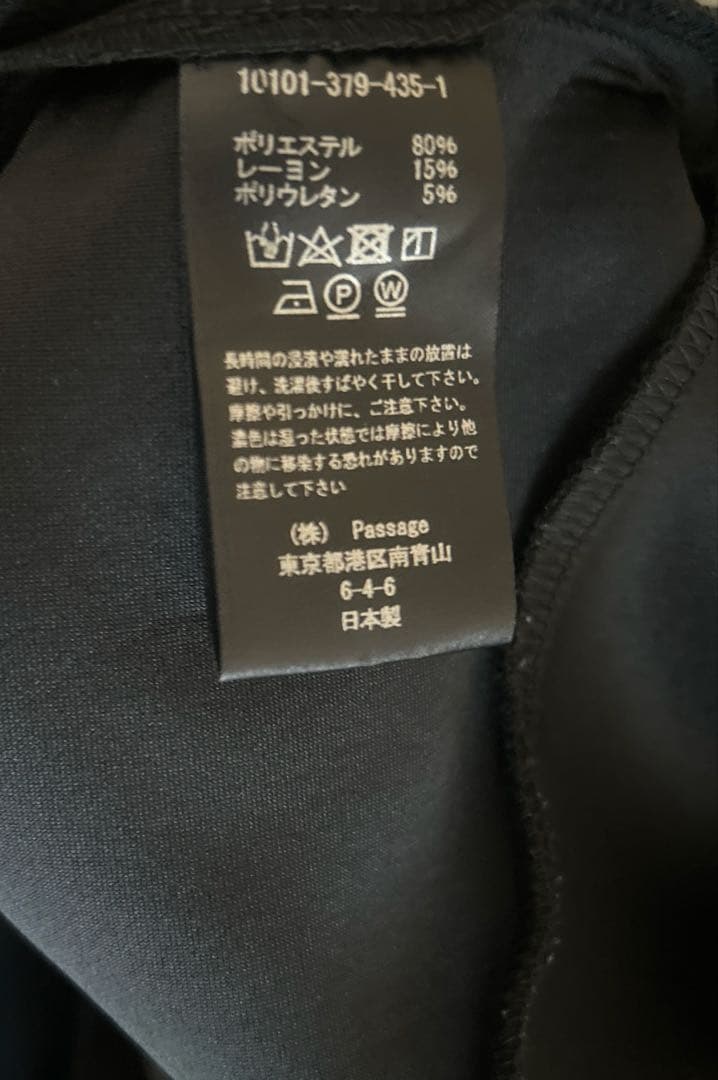 10101-379-435-1
ポリエステル 80%
レーヨン 15%
ポリウレタン 5%
P W
長時間の浸漬や濡れたままの放置は
避け、洗濯後すばやく干して下さい。
摩擦や引っかけに、ご注意下さい。
濃色は湿った状態では摩擦により他
の物に移染する恐れがありますので
注意して下さい
(株) Passage
東京都港区南青山
6-4-6
日本製